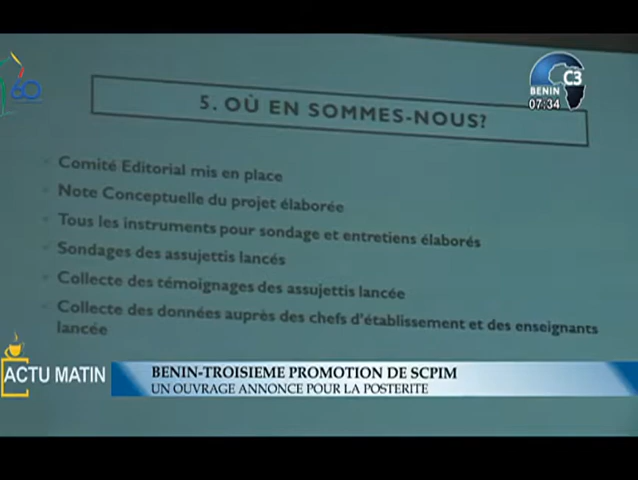 60
C3
BENIN
07:34
5. OÙ EN SOMMES-NOUS?
Comité Editorial mis en place
Note Conceptuelle du projet élaborée
Tous les instruments pour sondage et entretiens élaborés
Sondages des assujettis lancés
Collecte des témoignages des assujettis lancée
Collecte des données auprès des chefs d'établissement et des enseignants
lancée
ACTU MATIN
BENIN-TROISIEME PROMOTION DE SCPIM
UN OUVRAGE ANNONCE POUR LA POSTERITE